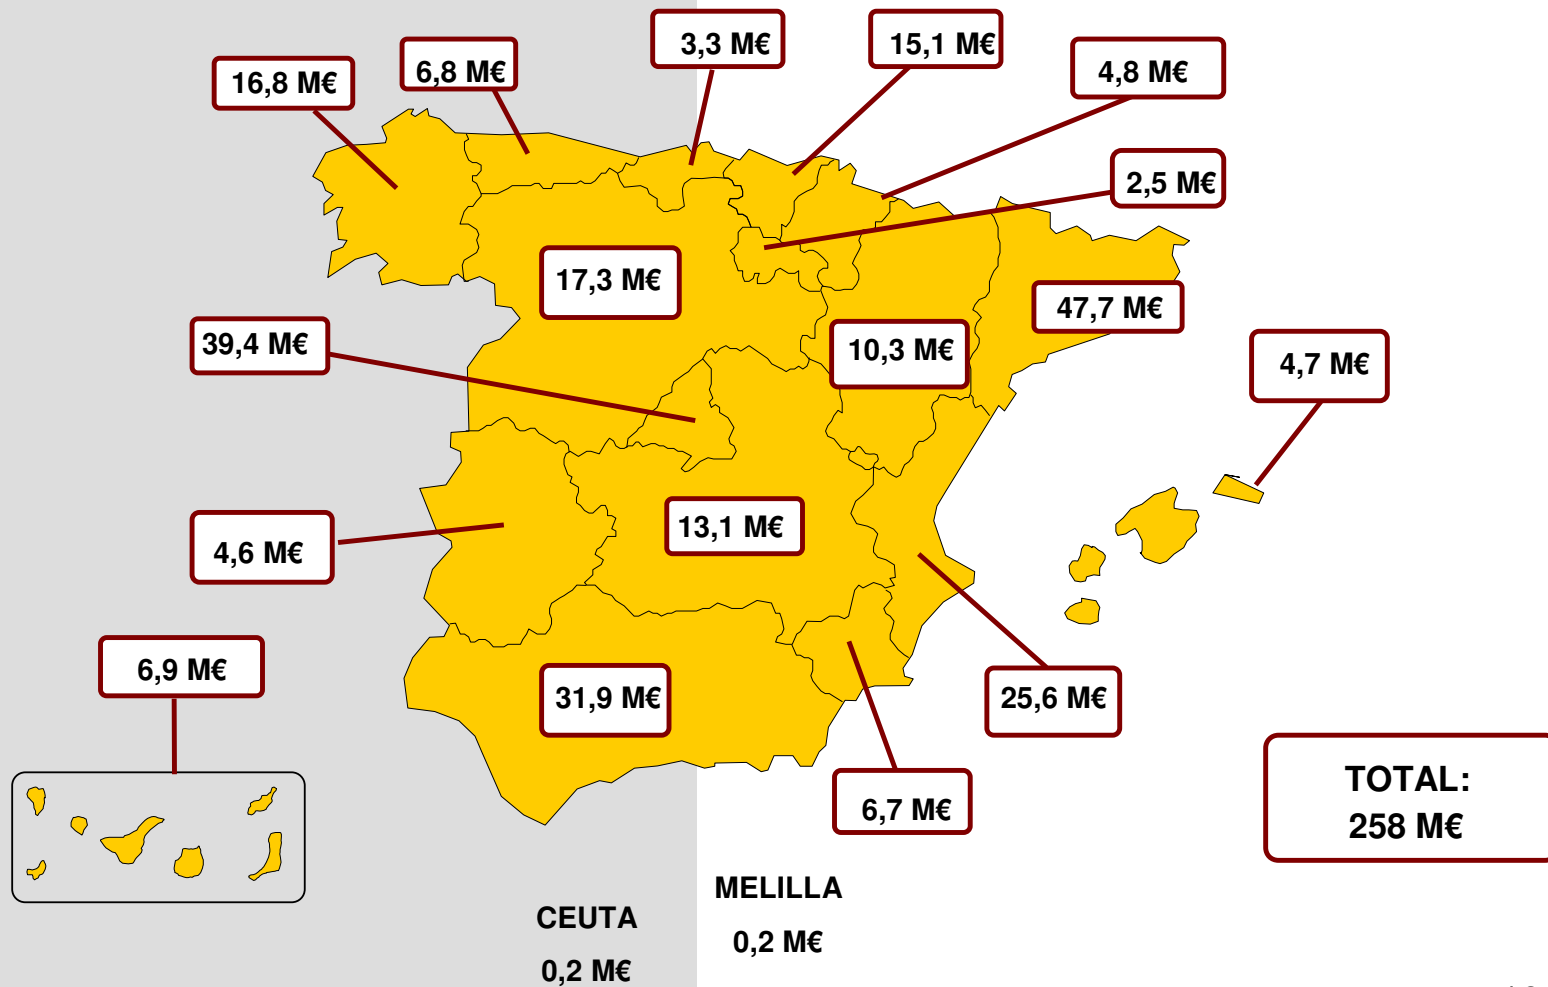 3,3 M€
15,1 M€
6,8 M€
4,8 M€
16,8 M€
2,5 M€
17,3 M€
47,7 M€
39,4 M€
10,3 M€
4,7 M€
13,1 M€
4,6 M€
6,9 M€
31,9 M€
25,6 M€
6,7 M€
TOTAL:
258 M€
MELILLA
0,2 M€
CEUTA
0,2 M€